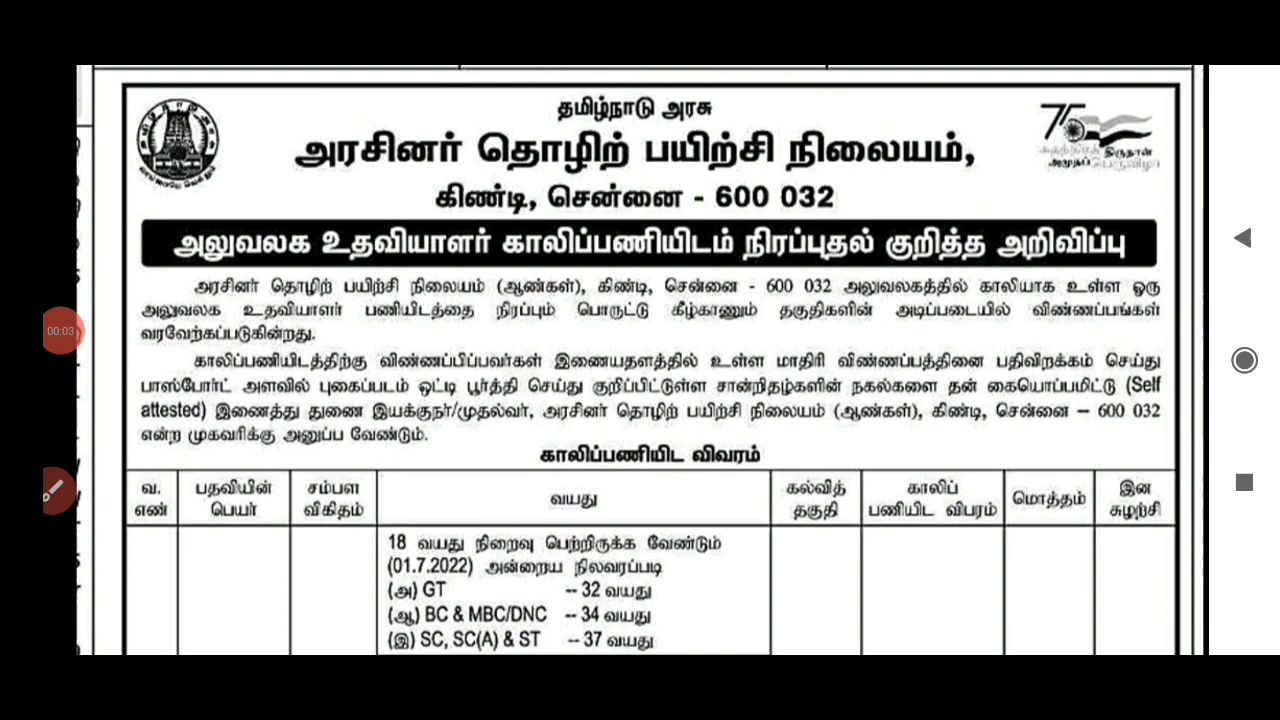 தமிழ்நாடு அரசு
அரசினர் தொழிற் பயிற்சி நிலையம்,
கிண்டி, சென்னை - 600 032
75
திருநாள்
அமுதப் பெருவிழா
அலுவலக உதவியாளர் காலிப்பணியிடம் நிரப்புதல் குறித்த அறிவிப்பு
அரசினர் தொழிற் பயிற்சி நிலையம் (ஆண்கள்), கிண்டி, சென்னை - 600 032 அலுவலகத்தில் காலியாக உள்ள ஒரு
அலுவலக உதவியாளர் பணியிடத்தை நிரப்பும் பொருட்டு கீழ்காணும் தகுதிகளின் அடிப்படையில் விண்ணப்பங்கள்
வரவேற்கப்படுகின்றது.
காலிப்பணியிடத்திற்கு விண்ணப்பிப்பவர்கள் இணையதளத்தில் உள்ள மாதிரி விண்ணப்பத்தினை பதிவிறக்கம் செய்து
பாஸ்போர்ட் அளவில் புகைப்படம் ஒட்டி பூர்த்தி செய்து குறிப்பிட்டுள்ள சான்றிதழ்களின் நகல்களை தன் கையொப்பமிட்டு (Self
attested) இணைத்து துணை இயக்குநர்/முதல்வர், அரசினர் தொழிற் பயிற்சி நிலையம் (ஆண்கள்), கிண்டி, சென்னை – 600 032
என்ற முகவரிக்கு அனுப்ப வேண்டும்.
காலிப்பணியிட விவரம்
வ. எண்
பதவியின் பெயர்
சம்பள விகிதம்
வயது
கல்வித் தகுதி
காலிப் பணியிட விபரம்
மொத்தம்
இன சுழற்சி
18 வயது நிறைவு பெற்றிருக்க வேண்டும்
(01.7.2022) அன்றைய நிலவரப்படி
(அ) GT -- 32 வயது
(ஆ) BC & MBC/DNC -- 34 வயது
(இ) SC, SC(A) & ST -- 37 வயது
00:03